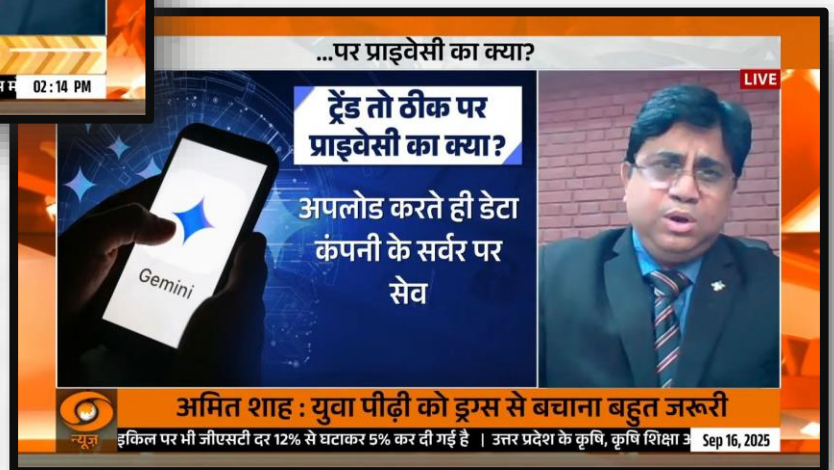 02:14 PM
...पर प्राइवेसी का क्या?
LIVE
ट्रेंड तो ठीक पर
प्राइवेसी का क्या?
अपलोड करते ही डेटा
कंपनी के सर्वर पर
सेव
Gemini
अमित शाह : युवा पीढ़ी को ड्रग्स से बचाना बहुत जरूरी
न्यूज़
इकिल पर भी जीएसटी दर 12% से घटाकर 5% कर दी गई है | उत्तर प्रदेश के कृषि, कृषि शिक्षा
Sep 16, 2025